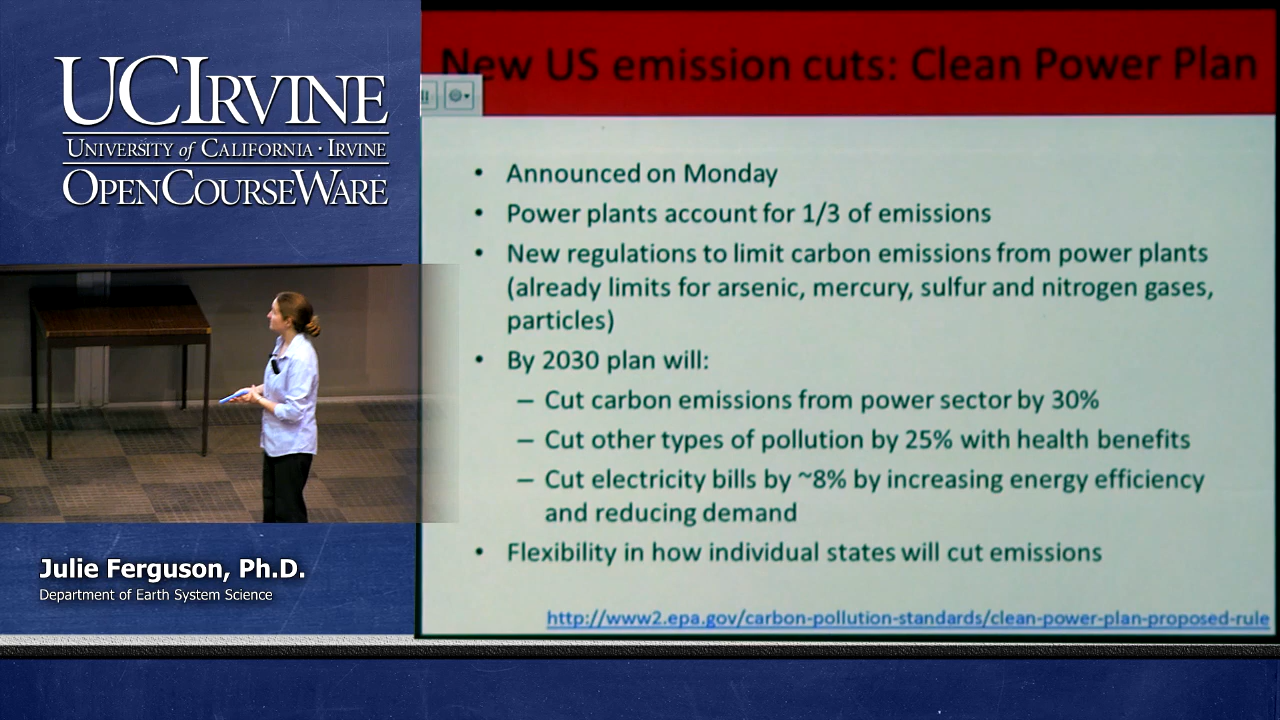 UCIRVINE
UNIVERSITY of CALIFORNIA · IRVINE
OPENCOURSEWARE
Julie Ferguson, Ph.D.
Department of Earth System Science
New US emission cuts: Clean Power Plan
• Announced on Monday
• Power plants account for 1/3 of emissions
• New regulations to limit carbon emissions from power plants
(already limits for arsenic, mercury, sulfur and nitrogen gases,
particles)
• By 2030 plan will:
– Cut carbon emissions from power sector by 30%
– Cut other types of pollution by 25% with health benefits
– Cut electricity bills by ~8% by increasing energy efficiency
and reducing demand
• Flexibility in how individual states will cut emissions
http://www2.epa.gov/carbon-pollution-standards/clean-power-plan-proposed-rule